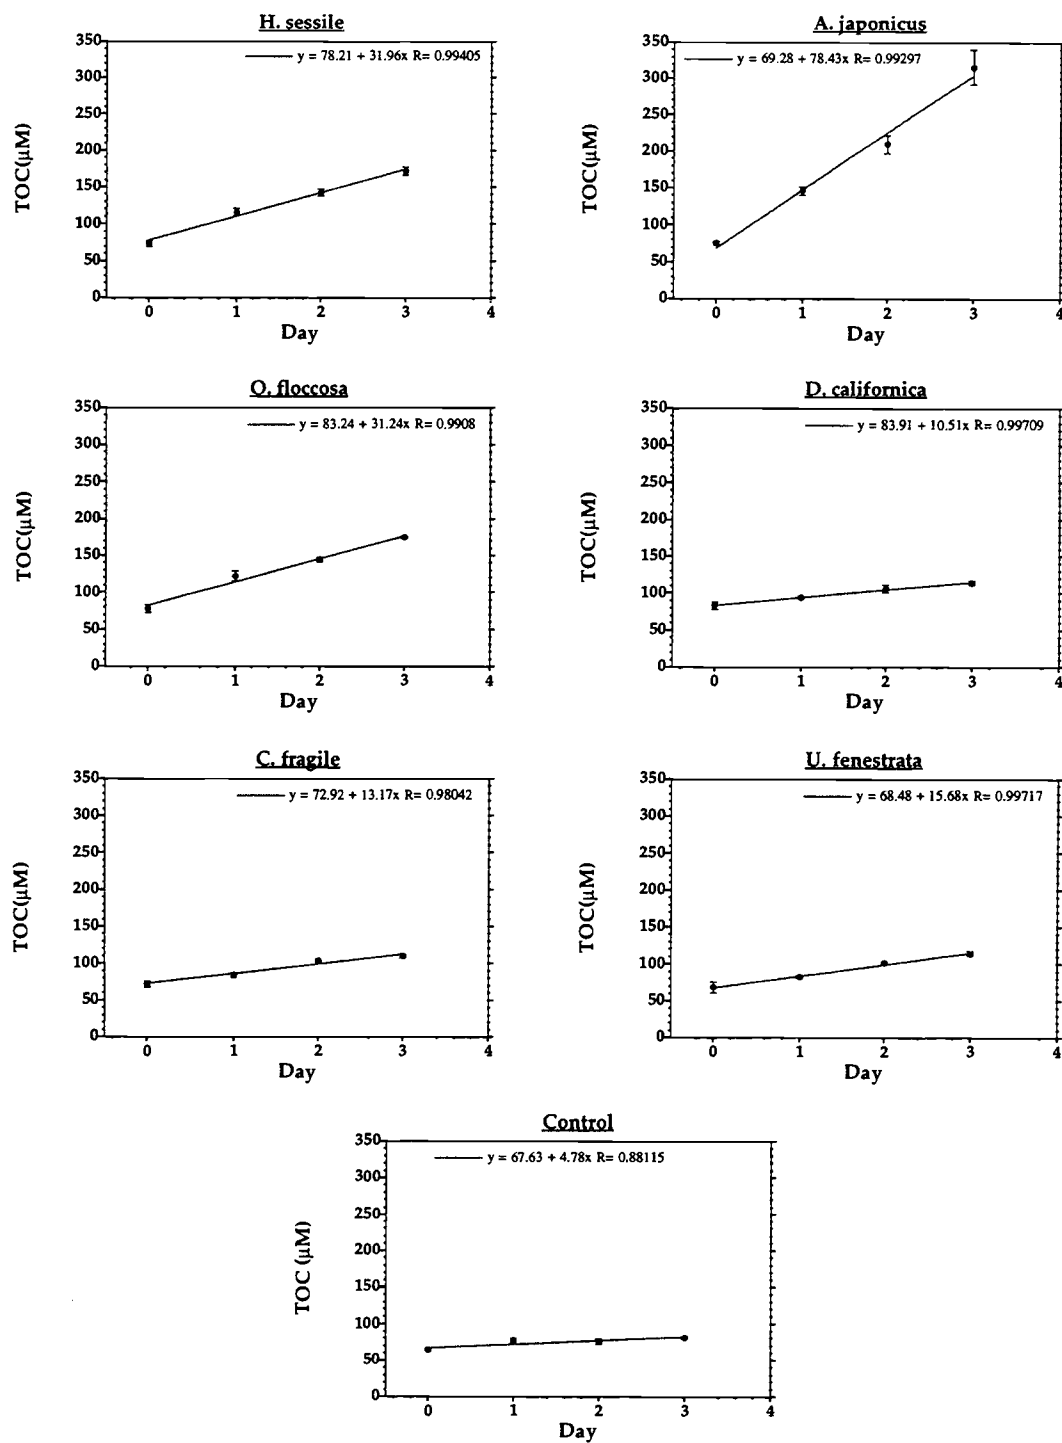 H. sessile
y = 78.21 + 31.96x R= 0.99405
350
300
250
200
150
100
50
0
TOC(μM)
0 1 2 3 4
Day
A. japonicus
y = 69.28 + 78.43x R= 0.99297
350
300
250
200
150
100
50
0
TOC(μM)
0 1 2 3 4
Day
O. floccosa
y = 83.24 + 31.24x R= 0.9908
350
300
250
200
150
100
50
0
TOC(μM)
0 1 2 3 4
Day
D. californica
y = 83.91 + 10.51x R= 0.99709
350
300
250
200
150
100
50
0
TOC(μM)
0 1 2 3 4
Day
C. fragile
y = 72.92 + 13.17x R= 0.98042
350
300
250
200
150
100
50
0
TOC(μM)
0 1 2 3 4
Day
U. fenestrata
y = 68.48 + 15.68x R= 0.99717
350
300
250
200
150
100
50
0
TOC(μM)
0 1 2 3 4
Day
Control
y = 67.63 + 4.78x R= 0.88115
350
300
250
200
150
100
50
0
TOC (μM)
0 1 2 3 4
Day